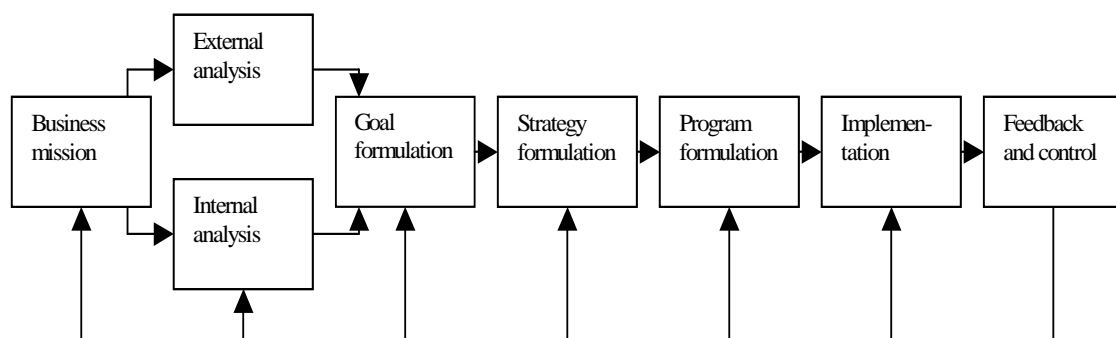 External
analysis
Business
mission
Goal
formulation
Strategy
formulation
Program
formulation
Implemen-
tation
Feedback
and control
Internal
analysis